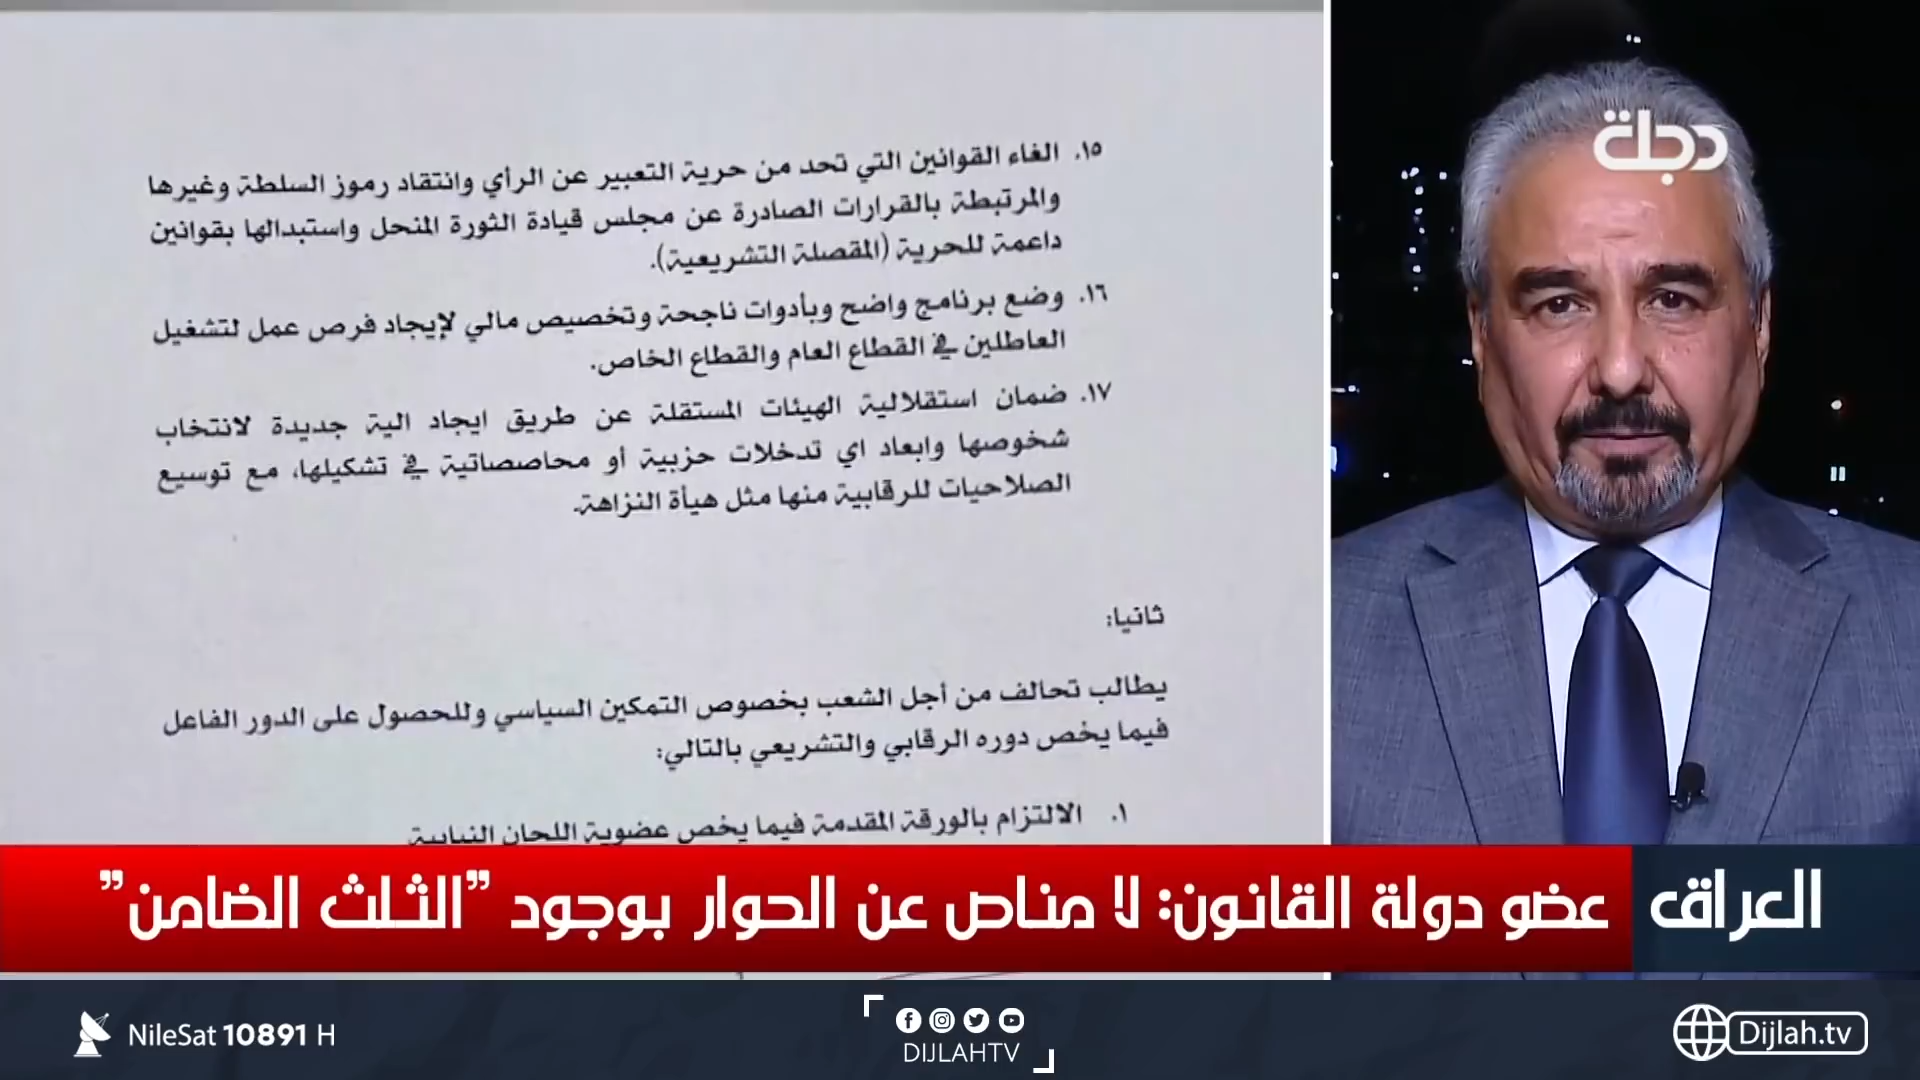 ١٥. الغاء القوانين التي تحد من حرية التعبير عن الرأي وانتقاد رموز السلطة وغيرها
والمرتبطة بالقرارات الصادرة عن مجلس قيادة الثورة المنحل واستبدالها بقوانين
داعمة للحرية (المقصلة التشريعية).
١٦. وضع برنامج واضح وبأدوات ناجحة وتخصيص مالي لإيجاد فرص عمل لتشغيل
العاطلين في القطاع العام والقطاع الخاص.
١٧. ضمان استقلالية الهيئات المستقلة عن طريق ايجاد الية جديدة لانتخاب
شخوصها وابعاد اي تدخلات حزبية أو محاصصاتية في تشكيلها، مع توسيع
الصلاحيات للرقابية منها مثل هيأة النزاهة.
ثانيا:
يطالب تحالف من أجل الشعب بخصوص التمكين السياسي وللحصول على الدور الفاعل
فيما يخص دوره الرقابي والتشريعي بالتالي:
١. الالتزام بالورقة المقدمة فيما يخص عضوية اللجان النيابية
دجلة
العراق
عضو دولة القانون: لا مناص عن الحوار بوجود "الثلث الضامن"
NileSat 10891 H
DIJLAHTV
Dijlah.tv